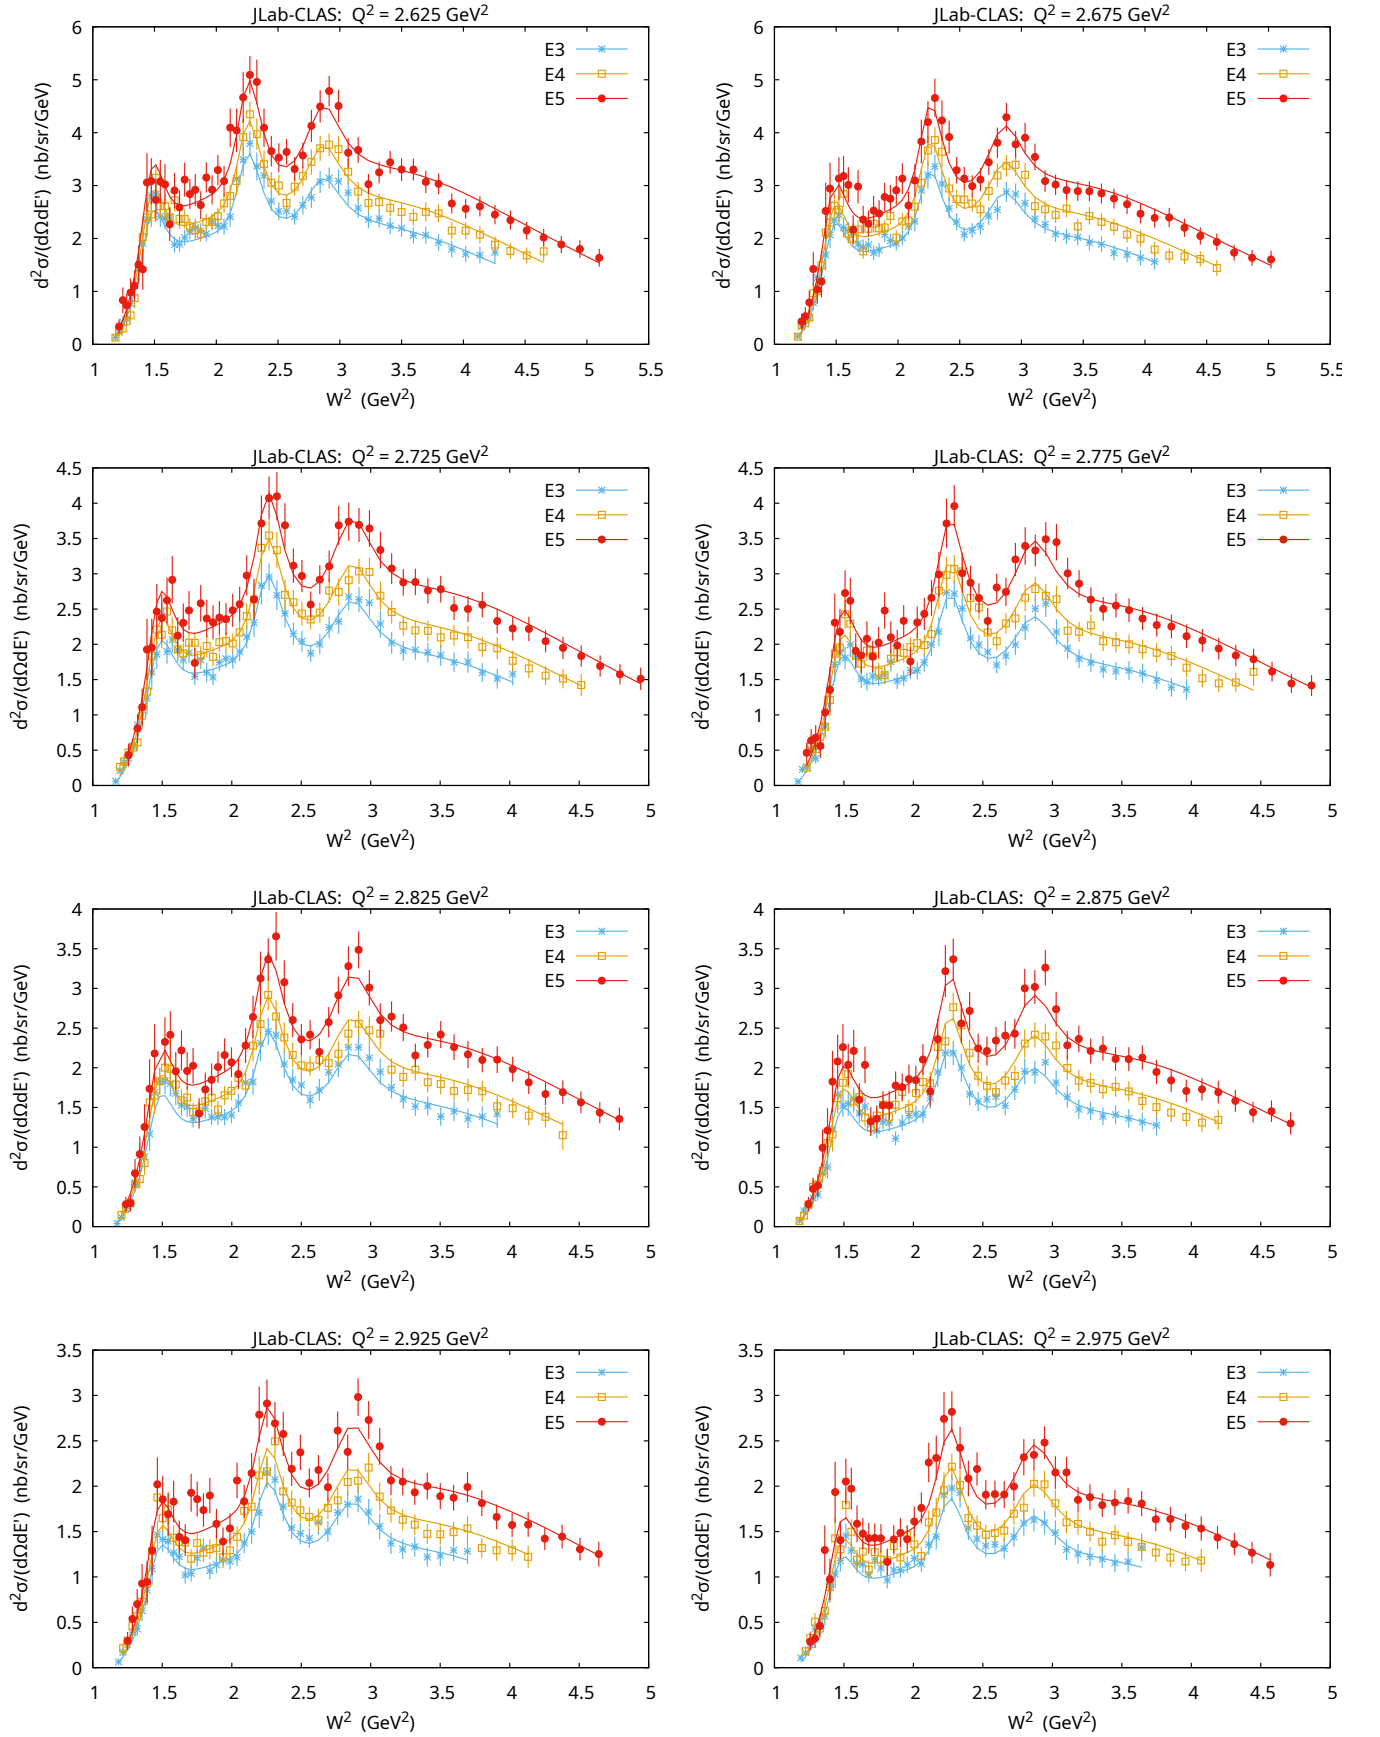 JLab-CLAS: Q² = 2.625 GeV²
d²σ/(dΩdE') (nb/sr/GeV)
E3
E4
E5
6
5
4
3
2
1
0
1 1.5 2 2.5 3 3.5 4 4.5 5 5.5
W² (GeV²)
JLab-CLAS: Q² = 2.675 GeV²
d²σ/(dΩdE') (nb/sr/GeV)
E3
E4
E5
6
5
4
3
2
1
0
1 1.5 2 2.5 3 3.5 4 4.5 5 5.5
W² (GeV²)
JLab-CLAS: Q² = 2.725 GeV²
d²σ/(dΩdE') (nb/sr/GeV)
E3
E4
E5
4.5
4
3.5
3
2.5
2
1.5
1
0.5
0
1 1.5 2 2.5 3 3.5 4 4.5 5
W² (GeV²)
JLab-CLAS: Q² = 2.775 GeV²
d²σ/(dΩdE') (nb/sr/GeV)
E3
E4
E5
4.5
4
3.5
3
2.5
2
1.5
1
0.5
0
1 1.5 2 2.5 3 3.5 4 4.5 5
W² (GeV²)
JLab-CLAS: Q² = 2.825 GeV²
d²σ/(dΩdE') (nb/sr/GeV)
E3
E4
E5
4
3.5
3
2.5
2
1.5
1
0.5
0
1 1.5 2 2.5 3 3.5 4 4.5 5
W² (GeV²)
JLab-CLAS: Q² = 2.875 GeV²
d²σ/(dΩdE') (nb/sr/GeV)
E3
E4
E5
4
3.5
3
2.5
2
1.5
1
0.5
0
1 1.5 2 2.5 3 3.5 4 4.5 5
W² (GeV²)
JLab-CLAS: Q² = 2.925 GeV²
d²σ/(dΩdE') (nb/sr/GeV)
E3
E4
E5
3.5
3
2.5
2
1.5
1
0.5
0
1 1.5 2 2.5 3 3.5 4 4.5 5
W² (GeV²)
JLab-CLAS: Q² = 2.975 GeV²
d²σ/(dΩdE') (nb/sr/GeV)
E3
E4
E5
3.5
3
2.5
2
1.5
1
0.5
0
1 1.5 2 2.5 3 3.5 4 4.5 5
W² (GeV²)